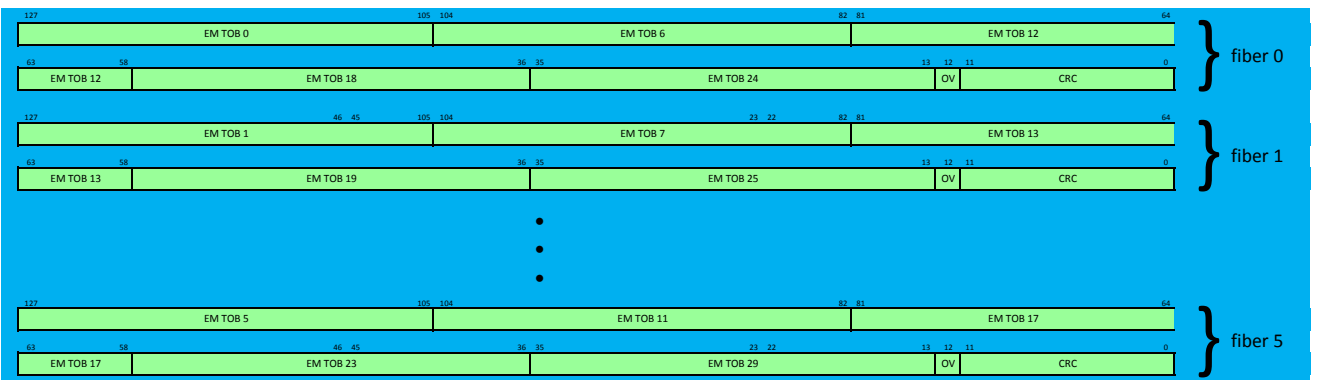 127 105 104 82 81 64
EM TOB 0 EM TOB 6 EM TOB 12
fiber 0
63 58 36 35 13 12 11 0
EM TOB 12 EM TOB 18 EM TOB 24 OV CRC
127 46 45 105 104 23 22 82 81 64
EM TOB 1 EM TOB 7 EM TOB 13
fiber 1
63 58 36 35 13 12 11 0
EM TOB 13 EM TOB 19 EM TOB 25 OV CRC
127 105 104 82 81 64
EM TOB 5 EM TOB 11 EM TOB 17
fiber 5
63 58 46 45 36 35 23 22 13 12 11 0
EM TOB 17 EM TOB 23 EM TOB 29 OV CRC